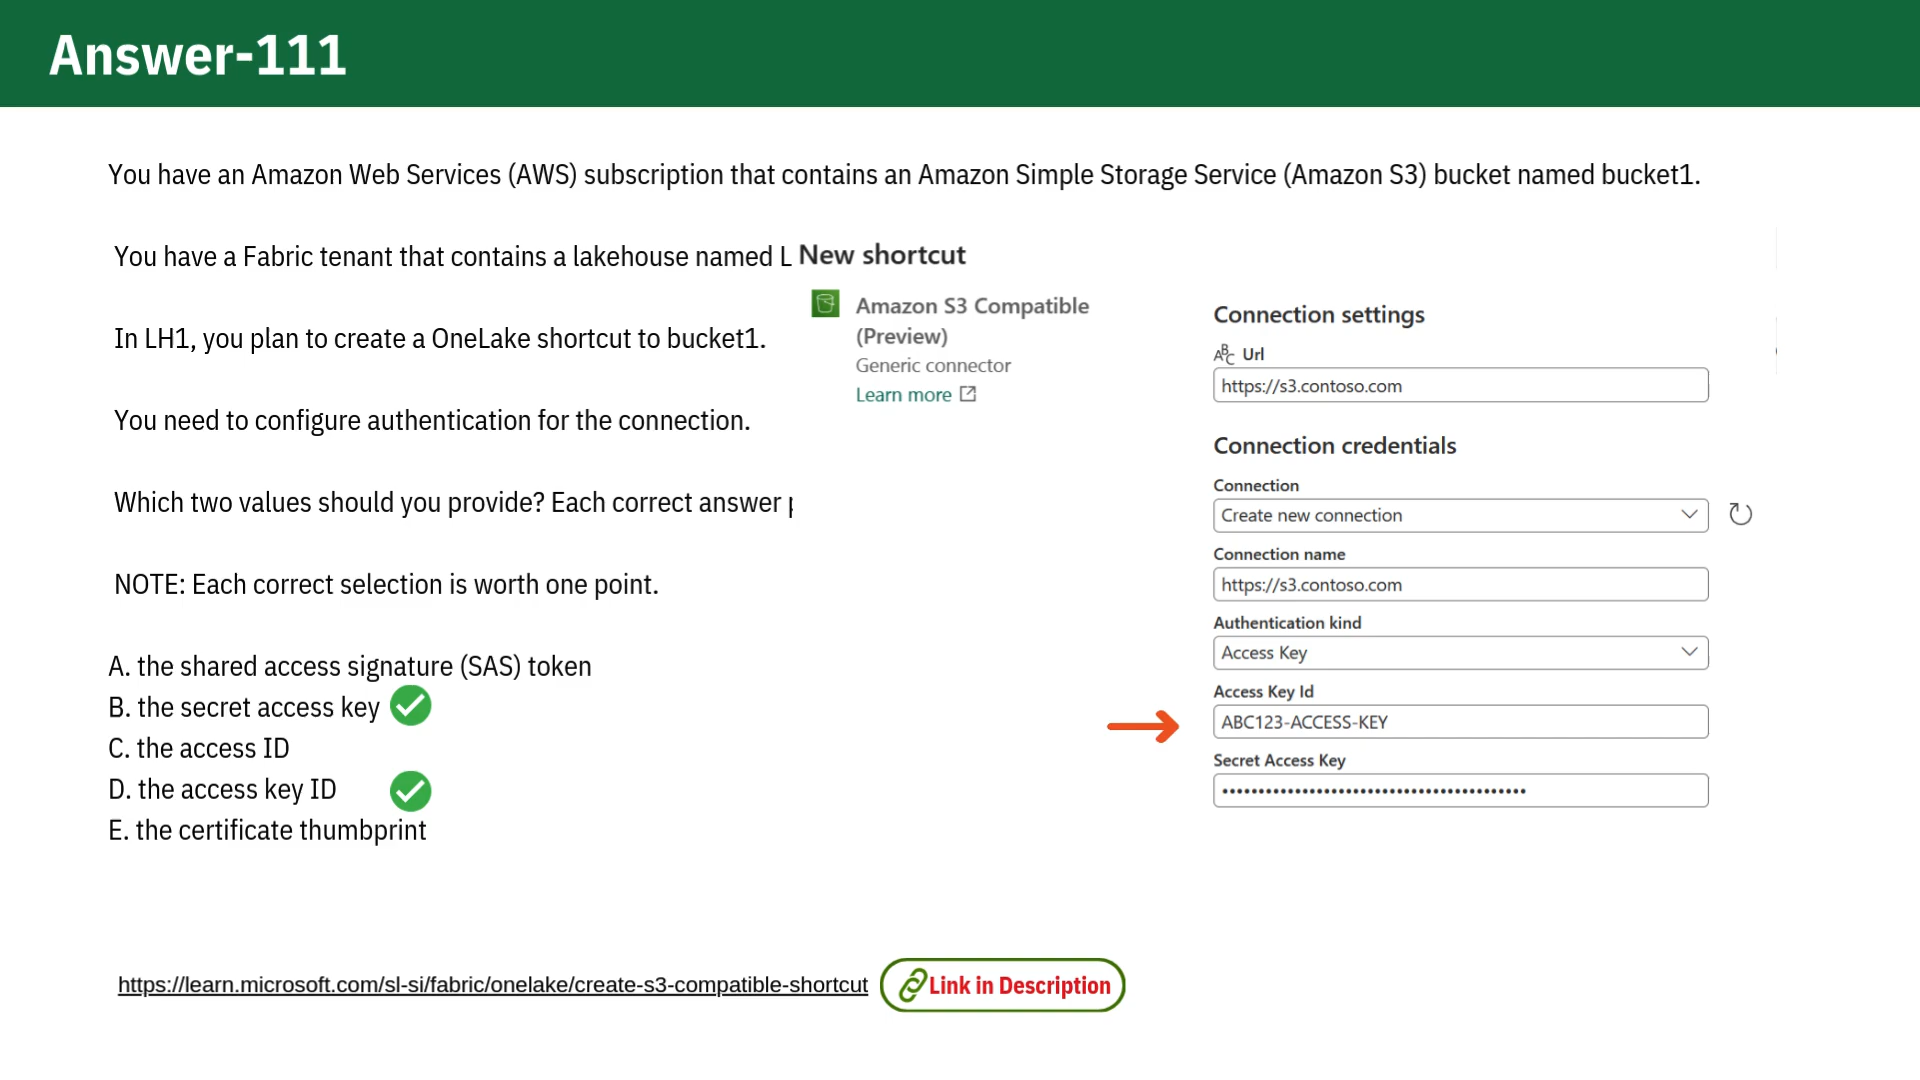 Answer-111
You have an Amazon Web Services (AWS) subscription that contains an Amazon Simple Storage Service (Amazon S3) bucket named bucket1.
You have a Fabric tenant that contains a lakehouse named L
In LH1, you plan to create a OneLake shortcut to bucket1.
You need to configure authentication for the connection.
Which two values should you provide? Each correct answer
NOTE: Each correct selection is worth one point.
A. the shared access signature (SAS) token
B. the secret access key
C. the access ID
D. the access key ID
E. the certificate thumbprint
New shortcut
Amazon S3 Compatible
(Preview)
Generic connector
Learn more
Connection settings
ABC Url
https://s3.contoso.com
Connection credentials
Connection
Create new connection
Connection name
https://s3.contoso.com
Authentication kind
Access Key
Access Key Id
ABC123-ACCESS-KEY
Secret Access Key
https://learn.microsoft.com/sl-si/fabric/onelake/create-s3-compatible-shortcut
Link in Description